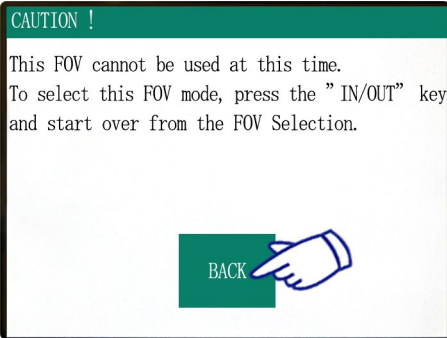 CAUTION !
This FOV cannot be used at this time.
To select this FOV mode, press the ” IN/OUT” key
and start over from the FOV Selection.
BACK